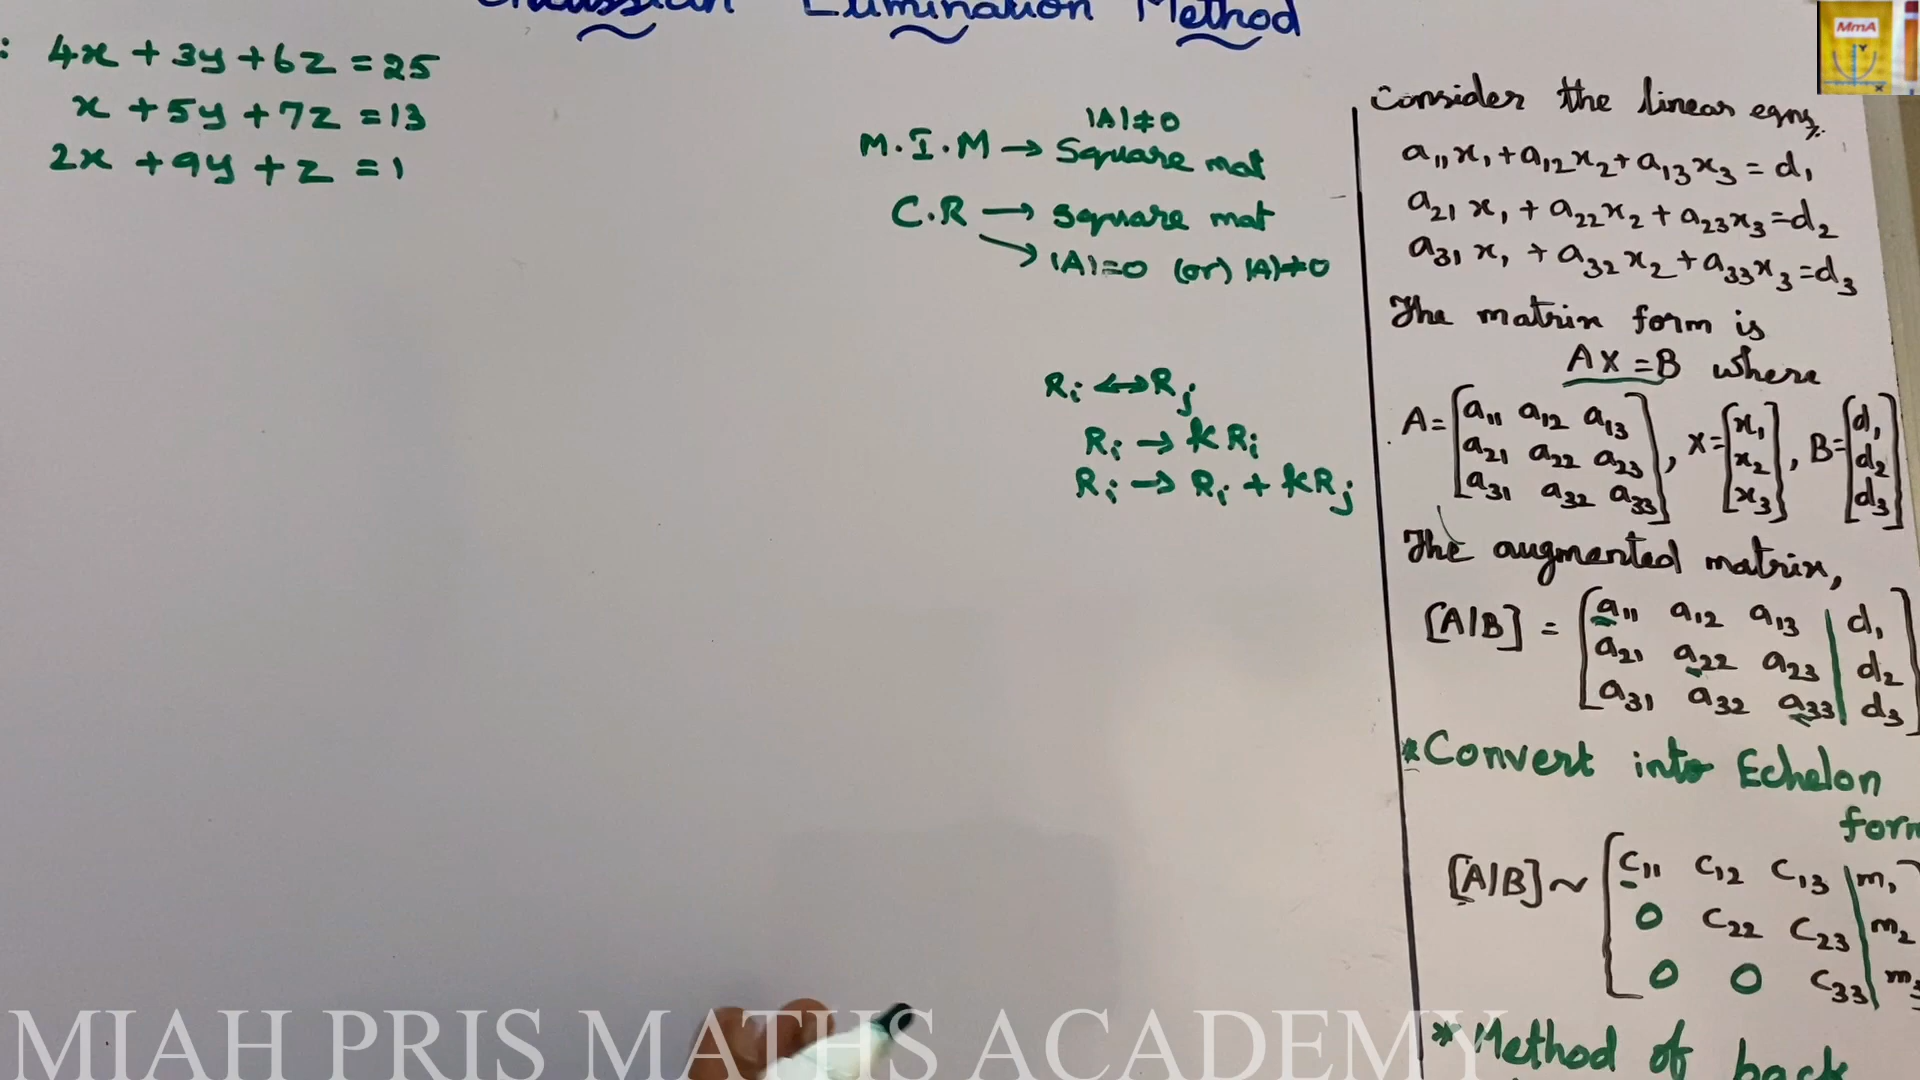 Gaussian Elimination Method
: 4x + 3y + 6z = 25
x + 5y + 7z = 13
2x + 9y + z = 1
|A|≠0
M.I.M → Square mat
C.R → Square mat
→ |A|=0 (or) |A|≠0
Ri ↔ Rj
Ri → kRi
Ri → Ri + kRj
MmA
Consider the linear eqns,
a11x1 + a12x2 + a13x3 = d1
a21x1 + a22x2 + a23x3 = d2
a31x1 + a32x2 + a33x3 = d3
The matrix form is
AX = B where
A = [a11 a12 a13
a21 a22 a23
a31 a32 a33], X = [x1
x2
x3], B = [d1
d2
d3]
The augmented matrix,
[A|B] = [a11 a12 a13 | d1
a21 a22 a23 | d2
a31 a32 a33 | d3]
*Convert into Echelon
form
[A|B] ~ [c11 c12 c13 | m1
0 c22 c23 | m2
0 0 c33 | m3
* Method of back
MIAH PRIS MATHS ACADEMY